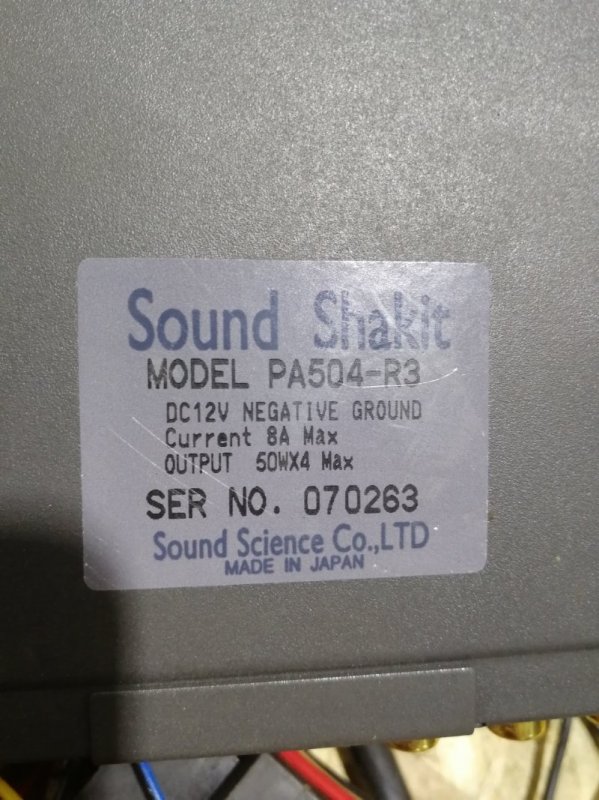 Sound Shakit
MODEL PA504-R3
DC12V NEGATIVE GROUND
Current 8A Max
OUTPUT 50WX4 Max
SER NO. 070263
Sound Science Co.,LTD
MADE IN JAPAN